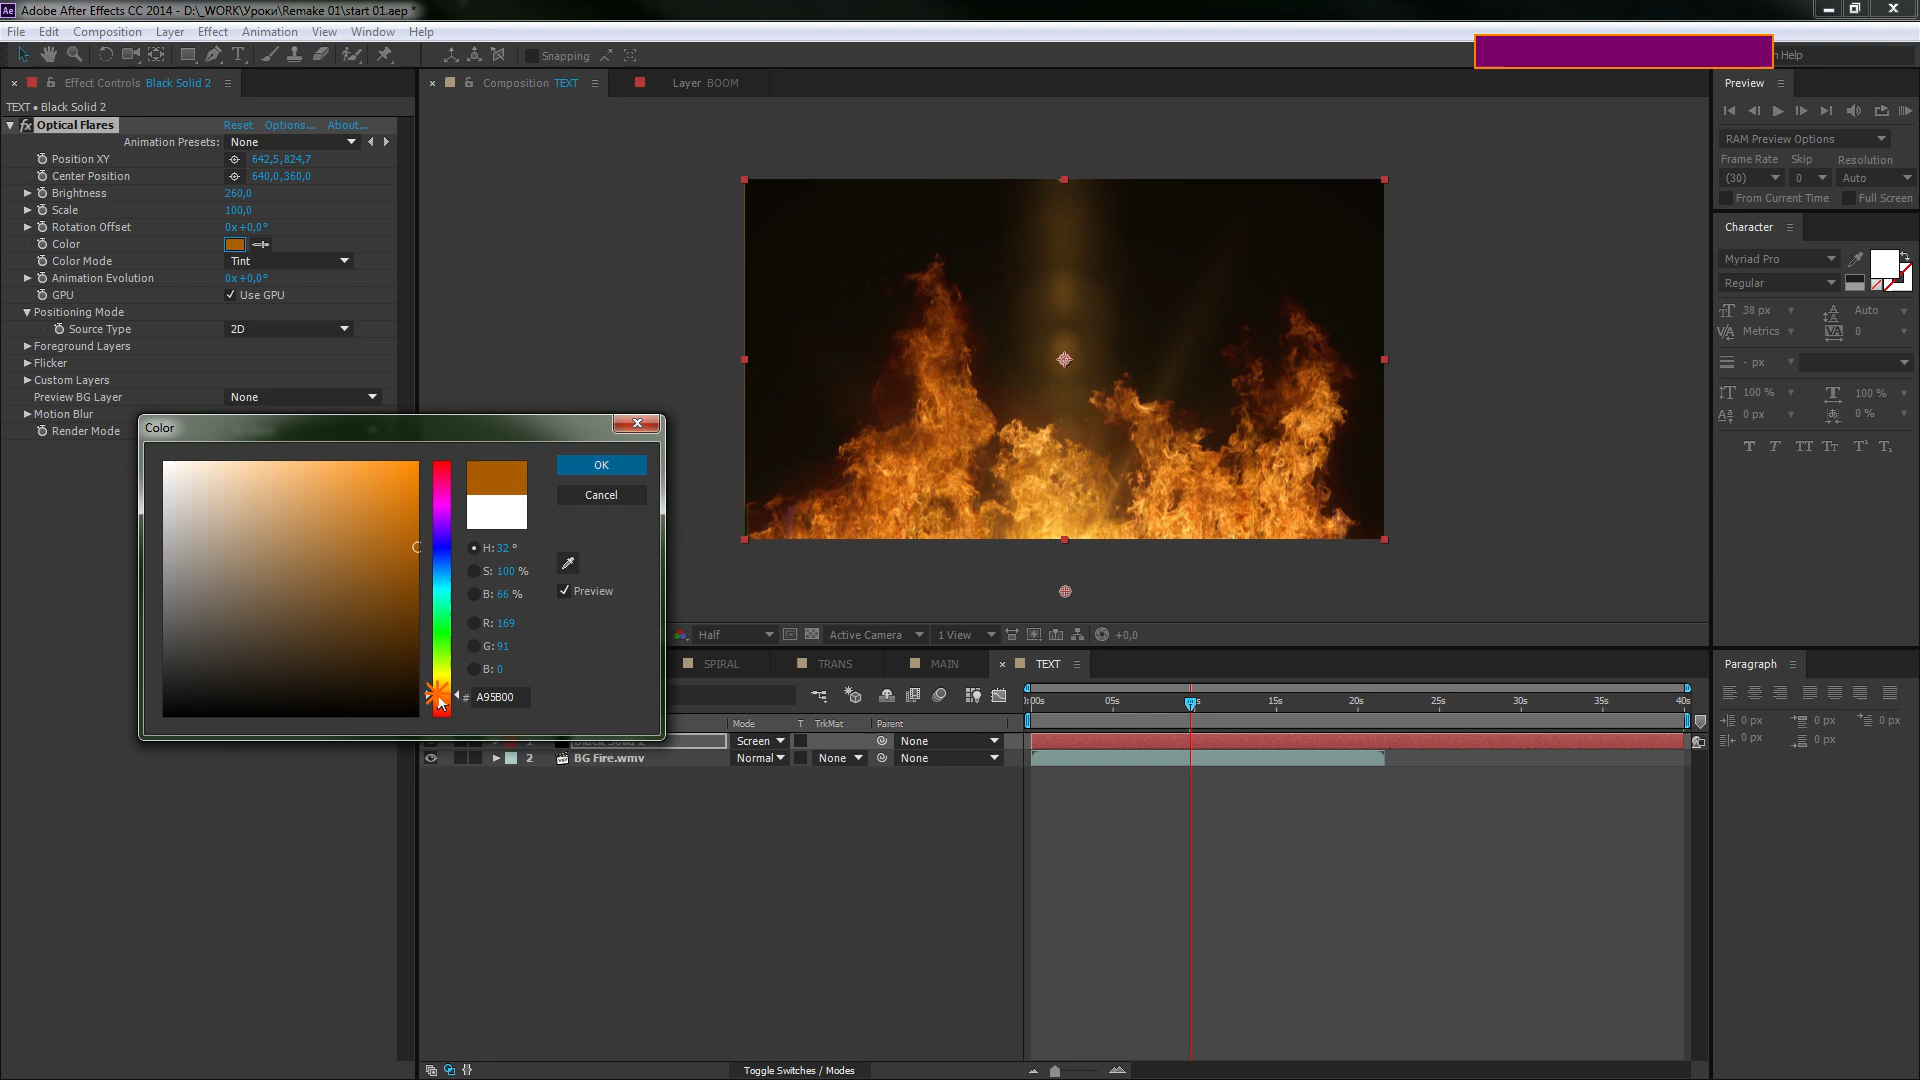 Adobe After Effects CC 2014 - D:\_WORK\Уроки\Remake 01\start 01.aep *
File Edit Composition Layer Effect Animation View Window Help
Snapping
Help
Effect Controls Black Solid 2
Composition TEXT
Layer BOOM
Preview
TEXT • Black Solid 2
fx Optical Flares Reset Options... About...
Animation Presets: None
Position XY 642,5,824,7
Center Position 640,0,360,0
Brightness 260,0
Scale 100,0
Rotation Offset 0x+0,0°
Color
Color Mode Tint
Animation Evolution 0x+0,0°
GPU Use GPU
Positioning Mode
Source Type 2D
Foreground Layers
Flicker
Custom Layers
Preview BG Layer None
Motion Blur
Render Mode
RAM Preview Options
Frame Rate Skip Resolution
(30) 0 Auto
From Current Time Full Screen
Character
Myriad Pro
Regular
38 px Auto
Metrics 0
- px
100 % 100 %
0 px 0 %
Color
OK
Cancel
H: 32 °
S: 100 %
B: 66 %
Preview
R: 169
G: 91
B: 0
# A95B00
Half Active Camera 1 View +0,0
SPIRAL TRANS MAIN TEXT
Paragraph
0 px 0 px 0 px
0 px 0 px
05s 15s 20s 25s 30s 35s 40s
Mode T TrkMat Parent
1 Black Solid 2 Screen None
2 BG Fire.wmv Normal None None
Toggle Switches / Modes